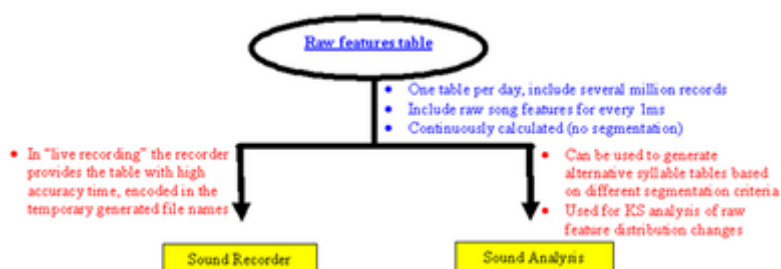 Raw features table
• One table per day, include several million records
• Include raw song features for every 1ms
• Continuously calculated (no segmentation)
• In "live recording" the recorder
provides the table with high
accuracy time, encoded in the
temporary generated file names
• Can be used to generate
alternative syllable tables based
on different segmentation criteria
• Used for KS analysis of raw
feature distribution changes
Sound Recorder
Sound Analysis